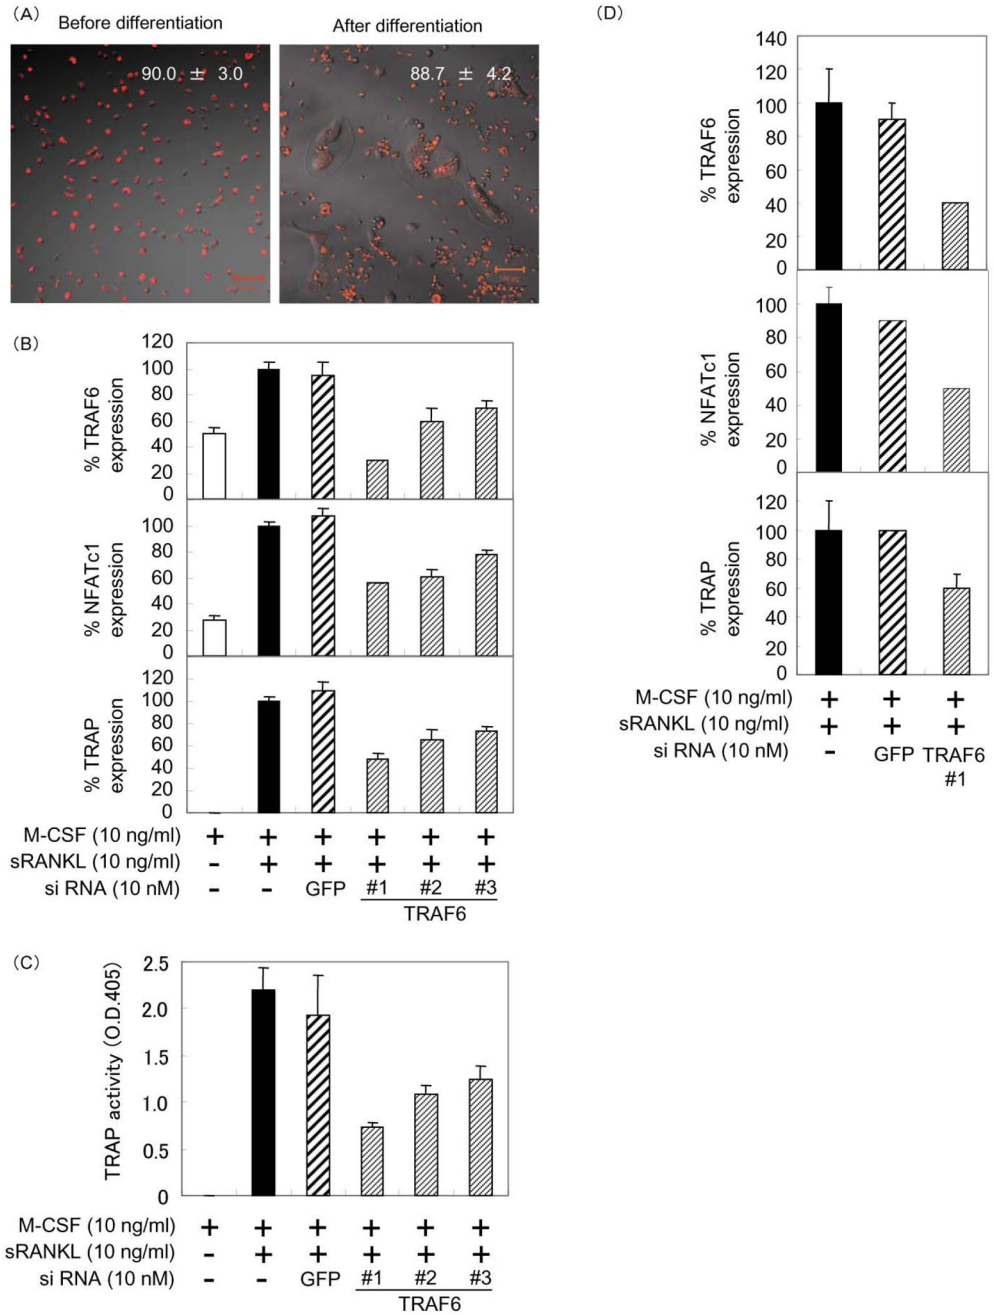 (A)
Before differentiation
After differentiation
90.0 ± 3.0
88.7 ± 4.2
(B)
% TRAF6
expression
120
100
80
60
40
20
0
% NFATc1
expression
100
80
60
40
20
0
% TRAP
expression
120
100
80
60
40
20
0
M-CSF (10 ng/ml) + + + + + +
sRANKL (10 ng/ml) - + + + + +
si RNA (10 nM) - - GFP #1 #2 #3
TRAF6
(C)
TRAP activity (O.D.405)
2.5
2.0
1.5
1.0
0.5
0
M-CSF (10 ng/ml) + + + + + +
sRANKL (10 ng/ml) - + + + + +
si RNA (10 nM) - - GFP #1 #2 #3
TRAF6
(D)
% TRAF6
expression
140
120
100
80
60
40
20
0
% NFATc1
expression
100
80
60
40
20
0
% TRAP
expression
120
100
80
60
40
20
0
M-CSF (10 ng/ml) + + +
sRANKL (10 ng/ml) + + +
si RNA (10 nM) - GFP TRAF6
#1